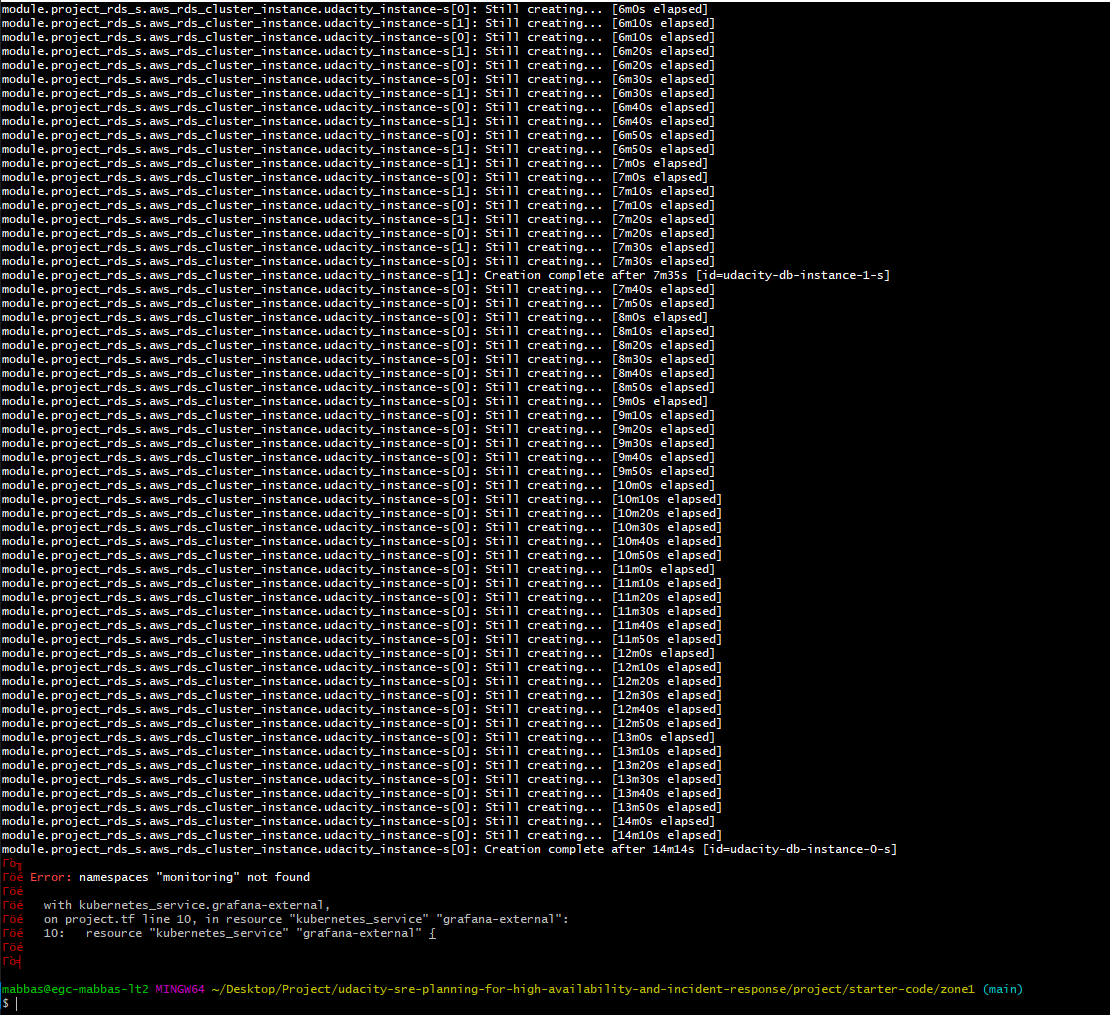 module.project_rds_s.aws_rds_cluster_instance.udacity_instance-s[0]: Still creating... [6m0s elapsed]
module.project_rds_s.aws_rds_cluster_instance.udacity_instance-s[1]: Still creating... [6m10s elapsed]
module.project_rds_s.aws_rds_cluster_instance.udacity_instance-s[0]: Still creating... [6m10s elapsed]
module.project_rds_s.aws_rds_cluster_instance.udacity_instance-s[1]: Still creating... [6m20s elapsed]
module.project_rds_s.aws_rds_cluster_instance.udacity_instance-s[0]: Still creating... [6m20s elapsed]
module.project_rds_s.aws_rds_cluster_instance.udacity_instance-s[0]: Still creating... [6m30s elapsed]
module.project_rds_s.aws_rds_cluster_instance.udacity_instance-s[1]: Still creating... [6m30s elapsed]
module.project_rds_s.aws_rds_cluster_instance.udacity_instance-s[0]: Still creating... [6m40s elapsed]
module.project_rds_s.aws_rds_cluster_instance.udacity_instance-s[1]: Still creating... [6m40s elapsed]
module.project_rds_s.aws_rds_cluster_instance.udacity_instance-s[0]: Still creating... [6m50s elapsed]
module.project_rds_s.aws_rds_cluster_instance.udacity_instance-s[1]: Still creating... [6m50s elapsed]
module.project_rds_s.aws_rds_cluster_instance.udacity_instance-s[1]: Still creating... [7m0s elapsed]
module.project_rds_s.aws_rds_cluster_instance.udacity_instance-s[0]: Still creating... [7m0s elapsed]
module.project_rds_s.aws_rds_cluster_instance.udacity_instance-s[1]: Still creating... [7m10s elapsed]
module.project_rds_s.aws_rds_cluster_instance.udacity_instance-s[0]: Still creating... [7m10s elapsed]
module.project_rds_s.aws_rds_cluster_instance.udacity_instance-s[1]: Still creating... [7m20s elapsed]
module.project_rds_s.aws_rds_cluster_instance.udacity_instance-s[0]: Still creating... [7m20s elapsed]
module.project_rds_s.aws_rds_cluster_instance.udacity_instance-s[1]: Still creating... [7m30s elapsed]
module.project_rds_s.aws_rds_cluster_instance.udacity_instance-s[0]: Still creating... [7m30s elapsed]
module.project_rds_s.aws_rds_cluster_instance.udacity_instance-s[1]: Creation complete after 7m35s [id=udacity-db-instance-1-s]
module.project_rds_s.aws_rds_cluster_instance.udacity_instance-s[0]: Still creating... [7m40s elapsed]
module.project_rds_s.aws_rds_cluster_instance.udacity_instance-s[0]: Still creating... [7m50s elapsed]
module.project_rds_s.aws_rds_cluster_instance.udacity_instance-s[0]: Still creating... [8m0s elapsed]
module.project_rds_s.aws_rds_cluster_instance.udacity_instance-s[0]: Still creating... [8m10s elapsed]
module.project_rds_s.aws_rds_cluster_instance.udacity_instance-s[0]: Still creating... [8m20s elapsed]
module.project_rds_s.aws_rds_cluster_instance.udacity_instance-s[0]: Still creating... [8m30s elapsed]
module.project_rds_s.aws_rds_cluster_instance.udacity_instance-s[0]: Still creating... [8m40s elapsed]
module.project_rds_s.aws_rds_cluster_instance.udacity_instance-s[0]: Still creating... [8m50s elapsed]
module.project_rds_s.aws_rds_cluster_instance.udacity_instance-s[0]: Still creating... [9m0s elapsed]
module.project_rds_s.aws_rds_cluster_instance.udacity_instance-s[0]: Still creating... [9m10s elapsed]
module.project_rds_s.aws_rds_cluster_instance.udacity_instance-s[0]: Still creating... [9m20s elapsed]
module.project_rds_s.aws_rds_cluster_instance.udacity_instance-s[0]: Still creating... [9m30s elapsed]
module.project_rds_s.aws_rds_cluster_instance.udacity_instance-s[0]: Still creating... [9m40s elapsed]
module.project_rds_s.aws_rds_cluster_instance.udacity_instance-s[0]: Still creating... [9m50s elapsed]
module.project_rds_s.aws_rds_cluster_instance.udacity_instance-s[0]: Still creating... [10m0s elapsed]
module.project_rds_s.aws_rds_cluster_instance.udacity_instance-s[0]: Still creating... [10m10s elapsed]
module.project_rds_s.aws_rds_cluster_instance.udacity_instance-s[0]: Still creating... [10m20s elapsed]
module.project_rds_s.aws_rds_cluster_instance.udacity_instance-s[0]: Still creating... [10m30s elapsed]
module.project_rds_s.aws_rds_cluster_instance.udacity_instance-s[0]: Still creating... [10m40s elapsed]
module.project_rds_s.aws_rds_cluster_instance.udacity_instance-s[0]: Still creating... [10m50s elapsed]
module.project_rds_s.aws_rds_cluster_instance.udacity_instance-s[0]: Still creating... [11m0s elapsed]
module.project_rds_s.aws_rds_cluster_instance.udacity_instance-s[0]: Still creating... [11m10s elapsed]
module.project_rds_s.aws_rds_cluster_instance.udacity_instance-s[0]: Still creating... [11m20s elapsed]
module.project_rds_s.aws_rds_cluster_instance.udacity_instance-s[0]: Still creating... [11m30s elapsed]
module.project_rds_s.aws_rds_cluster_instance.udacity_instance-s[0]: Still creating... [11m40s elapsed]
module.project_rds_s.aws_rds_cluster_instance.udacity_instance-s[0]: Still creating... [11m50s elapsed]
module.project_rds_s.aws_rds_cluster_instance.udacity_instance-s[0]: Still creating... [12m0s elapsed]
module.project_rds_s.aws_rds_cluster_instance.udacity_instance-s[0]: Still creating... [12m10s elapsed]
module.project_rds_s.aws_rds_cluster_instance.udacity_instance-s[0]: Still creating... [12m20s elapsed]
module.project_rds_s.aws_rds_cluster_instance.udacity_instance-s[0]: Still creating... [12m30s elapsed]
module.project_rds_s.aws_rds_cluster_instance.udacity_instance-s[0]: Still creating... [12m40s elapsed]
module.project_rds_s.aws_rds_cluster_instance.udacity_instance-s[0]: Still creating... [12m50s elapsed]
module.project_rds_s.aws_rds_cluster_instance.udacity_instance-s[0]: Still creating... [13m0s elapsed]
module.project_rds_s.aws_rds_cluster_instance.udacity_instance-s[0]: Still creating... [13m10s elapsed]
module.project_rds_s.aws_rds_cluster_instance.udacity_instance-s[0]: Still creating... [13m20s elapsed]
module.project_rds_s.aws_rds_cluster_instance.udacity_instance-s[0]: Still creating... [13m30s elapsed]
module.project_rds_s.aws_rds_cluster_instance.udacity_instance-s[0]: Still creating... [13m40s elapsed]
module.project_rds_s.aws_rds_cluster_instance.udacity_instance-s[0]: Still creating... [13m50s elapsed]
module.project_rds_s.aws_rds_cluster_instance.udacity_instance-s[0]: Still creating... [14m0s elapsed]
module.project_rds_s.aws_rds_cluster_instance.udacity_instance-s[0]: Still creating... [14m10s elapsed]
module.project_rds_s.aws_rds_cluster_instance.udacity_instance-s[0]: Creation complete after 14m14s [id=udacity-db-instance-0-s]
Γò╖
Γöé Error: namespaces "monitoring" not found
Γöé
Γöé   with kubernetes_service.grafana-external,
Γöé   on project.tf line 10, in resource "kubernetes_service" "grafana-external":
Γöé   10:   resource "kubernetes_service" "grafana-external" {
Γöé
Γò╡
mabbas@egc-mabbas-lt2 MINGW64 ~/Desktop/Project/udacity-sre-planning-for-high-availability-and-incident-response/project/starter-code/zone1 (main)
$